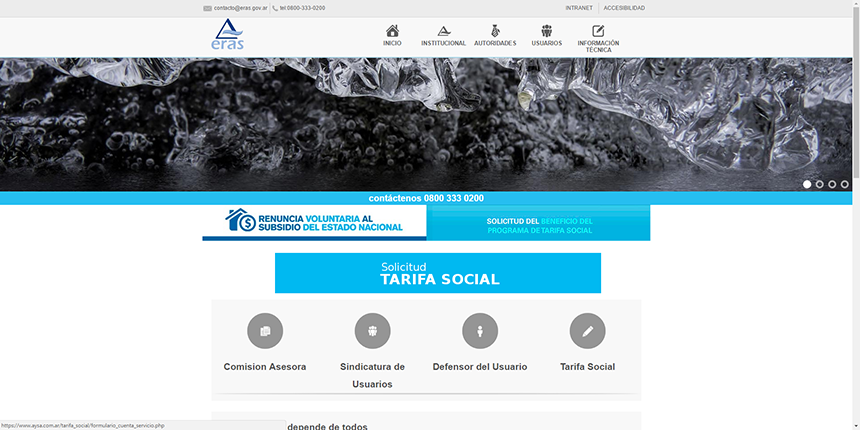 contacto@eras.gov.ar
tel 0800-333-0200
INTRANET
ACCESIBILIDAD
eras
INICIO
INSTITUCIONAL
AUTORIDADES
USUARIOS
INFORMACIÓN
TÉCNICA
contáctenos 0800 333 0200
RENUNCIA VOLUNTARIA AL
SUBSIDIO DEL ESTADO NACIONAL
SOLICITUD DEL BENEFICIO DEL
PROGRAMA DE TARIFA SOCIAL
Solicitud
TARIFA SOCIAL
Comision Asesora
Sindicatura de
Usuarios
Defensor del Usuario
Tarifa Social
depende de todos
https://www.aysa.com.ar/tarifa_social/formulario_cuenta_servicio.php